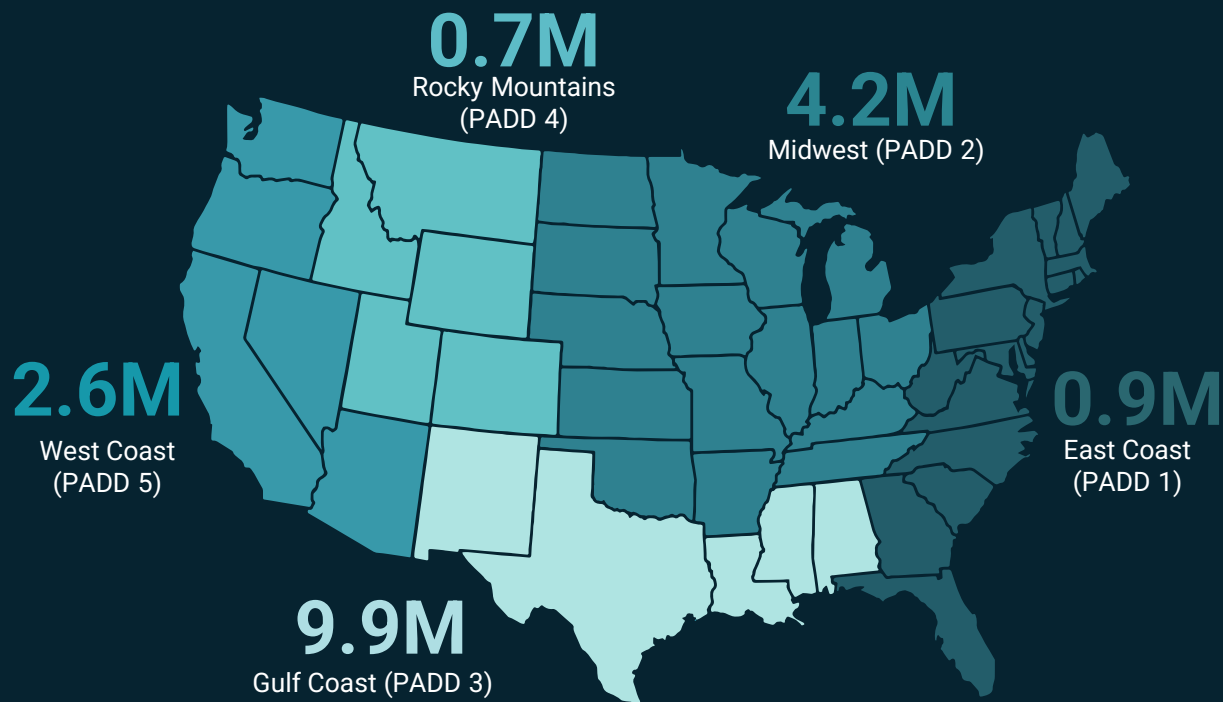 0.7M
Rocky Mountains
(PADD 4)
4.2M
Midwest (PADD 2)
2.6M
West Coast
(PADD 5)
0.9M
East Coast
(PADD 1)
9.9M
Gulf Coast (PADD 3)